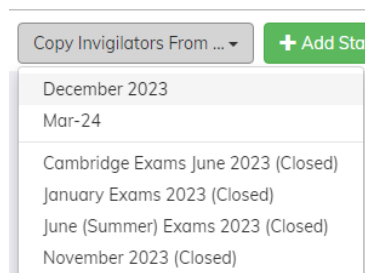 Copy Invigilators From ...
+ Add Sta
December 2023
Mar-24
Cambridge Exams June 2023 (Closed)
January Exams 2023 (Closed)
June (Summer) Exams 2023 (Closed)
November 2023 (Closed)